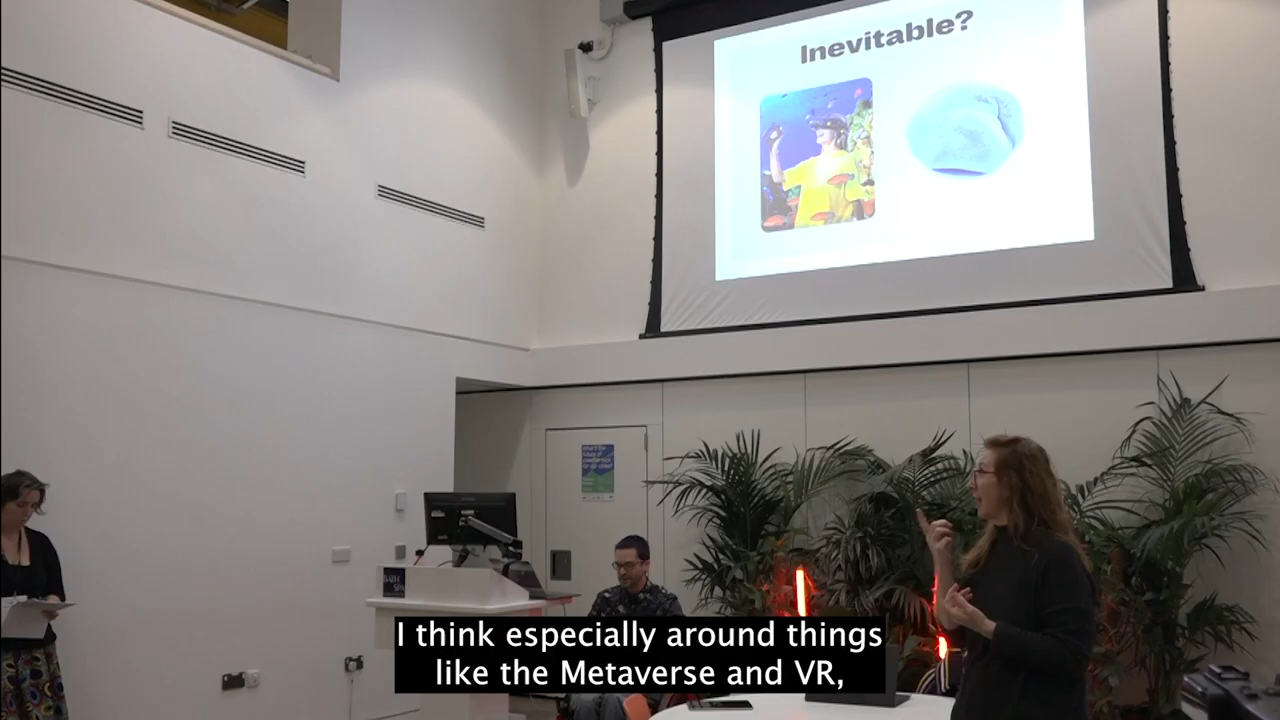 Inevitable?
I think especially around things
like the Metaverse and VR,